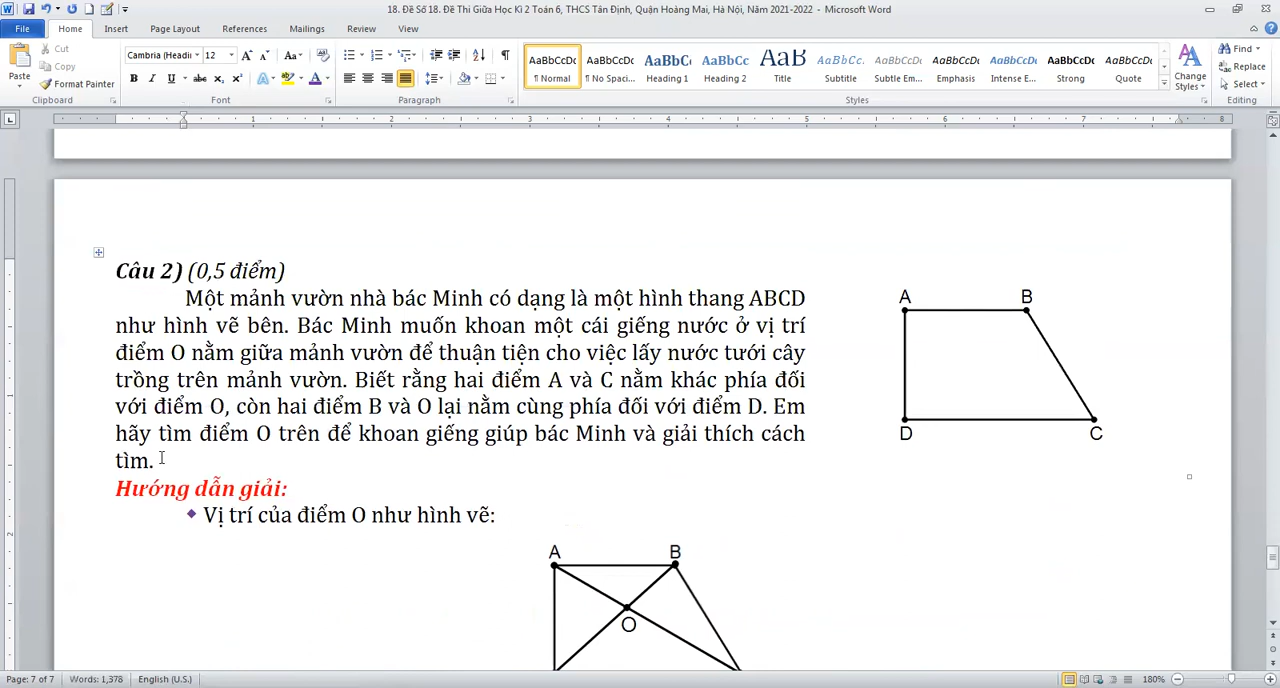 18. Đề Số 18. Đề Thi Giữa Học Kì 2 Toán 6, THCS Tân Định, Quận Hoàng Mai, Hà Nội, Năm 2021-2022 - Microsoft Word
File Home Insert Page Layout References Mailings Review View
Paste
Cut
Copy
Format Painter
Clipboard
Cambria (Headin 12
Font
Paragraph
AaBbCcDc AaBbCcDc AaBbC AaBbCc AaB AaBbCc. AaBbCcDc AaBbCcDc AaBbCcDc AaBbCcDc AaBbCcDc
¶ Normal ¶ No Spaci... Heading 1 Heading 2 Title Subtitle Subtle Em... Emphasis Intense E... Strong Quote
Styles
Change Styles
Find
Replace
Select
Editing
1 2 3 4 5 6 7 8
Câu 2) (0,5 điểm)
Một mảnh vườn nhà bác Minh có dạng là một hình thang ABCD
như hình vẽ bên. Bác Minh muốn khoan một cái giếng nước ở vị trí
điểm O nằm giữa mảnh vườn để thuận tiện cho việc lấy nước tưới cây
trồng trên mảnh vườn. Biết rằng hai điểm A và C nằm khác phía đối
với điểm O, còn hai điểm B và O lại nằm cùng phía đối với điểm D. Em
hãy tìm điểm O trên để khoan giếng giúp bác Minh và giải thích cách
tìm.
A B
D C
Hướng dẫn giải:
Vị trí của điểm O như hình vẽ:
A B
O
Page: 7 of 7 Words: 1,378 English (U.S.) 180%